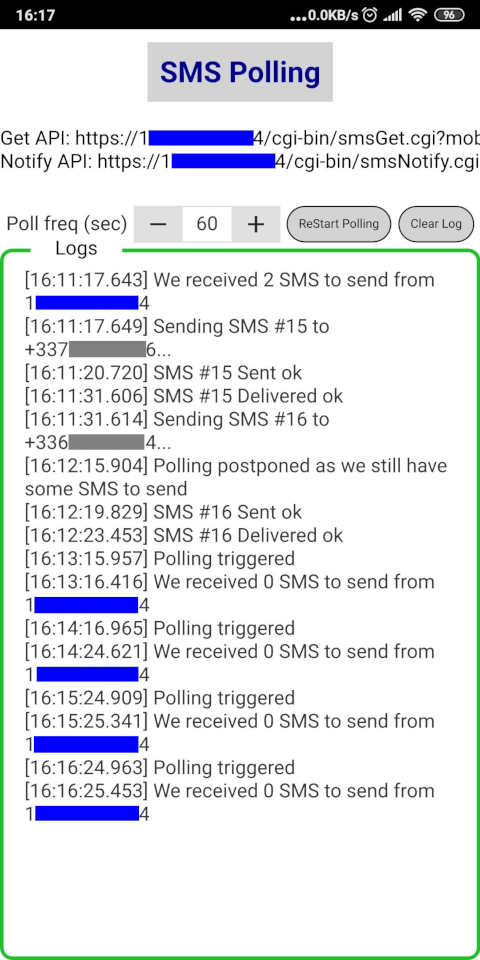 16:17
...0.0KB/s
96
SMS Polling
Get API: https://1 4/cgi-bin/smsGet.cgi?mob
Notify API: https://1 4/cgi-bin/smsNotify.cgi
Poll freq (sec) − 60 + ReStart Polling Clear Log
Logs
[16:11:17.643] We received 2 SMS to send from
1 4
[16:11:17.649] Sending SMS #15 to
+337 6...
[16:11:20.720] SMS #15 Sent ok
[16:11:31.606] SMS #15 Delivered ok
[16:11:31.614] Sending SMS #16 to
+336 4...
[16:12:15.904] Polling postponed as we still have
some SMS to send
[16:12:19.829] SMS #16 Sent ok
[16:12:23.453] SMS #16 Delivered ok
[16:13:15.957] Polling triggered
[16:13:16.416] We received 0 SMS to send from
1 4
[16:14:16.965] Polling triggered
[16:14:24.621] We received 0 SMS to send from
1 4
[16:15:24.909] Polling triggered
[16:15:25.341] We received 0 SMS to send from
1 4
[16:16:24.963] Polling triggered
[16:16:25.453] We received 0 SMS to send from
1 4